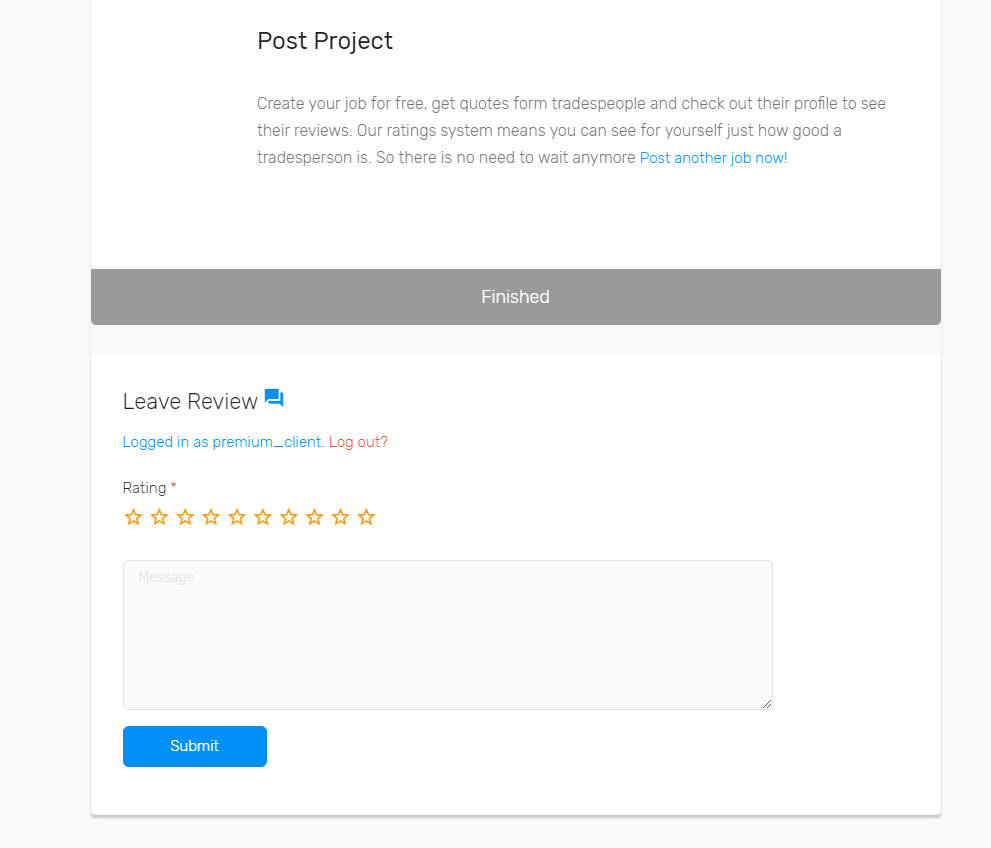 Post Project
Create your job for free, get quotes form tradespeople and check out their profile to see
their reviews. Our ratings system means you can see for yourself just how good a
tradesperson is. So there is no need to wait anymore Post another job now!
Finished
Leave Review
Logged in as premium_client. Log out?
Rating *
Message
Submit